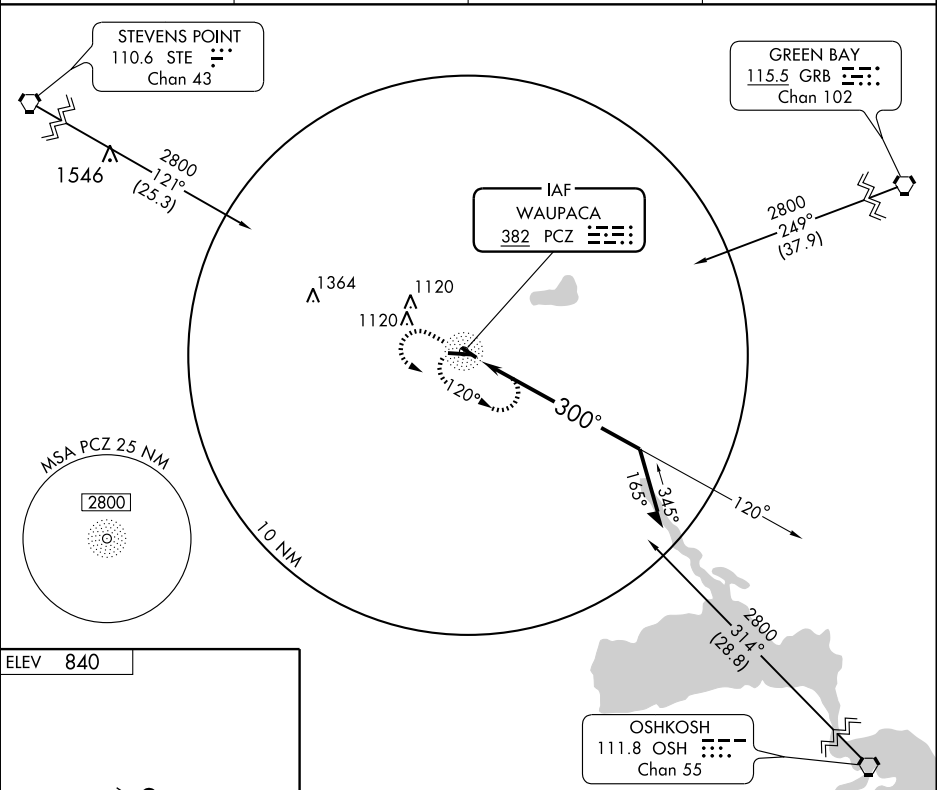 STEVENS POINT
110.6 STE
Chan 43
GREEN BAY
115.5 GRB
Chan 102
1546
2800
121°
(25.3)
IAF
WAUPACA
382 PCZ
2800
249°
(37.9)
1364
1120
1120
120°
300°
MSA PCZ 25 NM
2800
165°
345°
120°
10 NM
2800
314°
(28.8)
ELEV 840
OSHKOSH
111.8 OSH
Chan 55